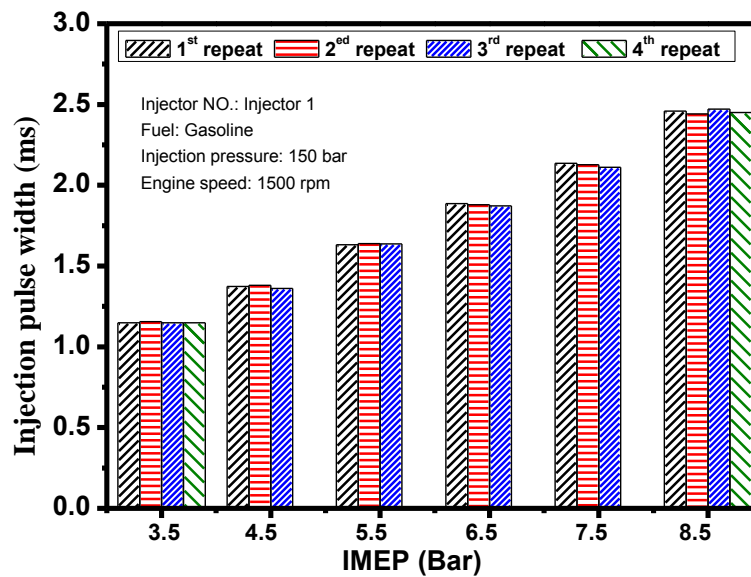 3.0
1st repeat 2ed repeat 3rd repeat 4th repeat
Injector NO.: Injector 1
Fuel: Gasoline
Injection pressure: 150 bar
Engine speed: 1500 rpm
2.5
2.0
1.5
1.0
0.5
0.0
Injection pulse width (ms)
3.5 4.5 5.5 6.5 7.5 8.5
IMEP (Bar)